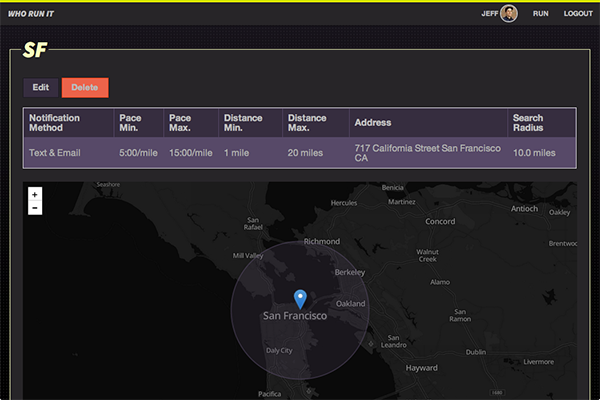 WHO RUN IT JEFF RUN LOGOUT
SF
Edit Delete
Notification Method Pace Min. Pace Max. Distance Min. Distance Max. Address Search Radius
Text & Email 5:00/mile 15:00/mile 1 mile 20 miles 717 California Street San Francisco CA 10.0 miles
+
−
Seashore
Benicia
Hercules Martinez
Antioch Oakley
San Rafael
Concord
Richmond
Brentwoo
Mill Valley
Walnut Creek
Berkeley
Alamo
Oakland
San Francisco
San Ramon
San Leandro
Daly City
Dublin
Livermore
Hayward
Pacifica